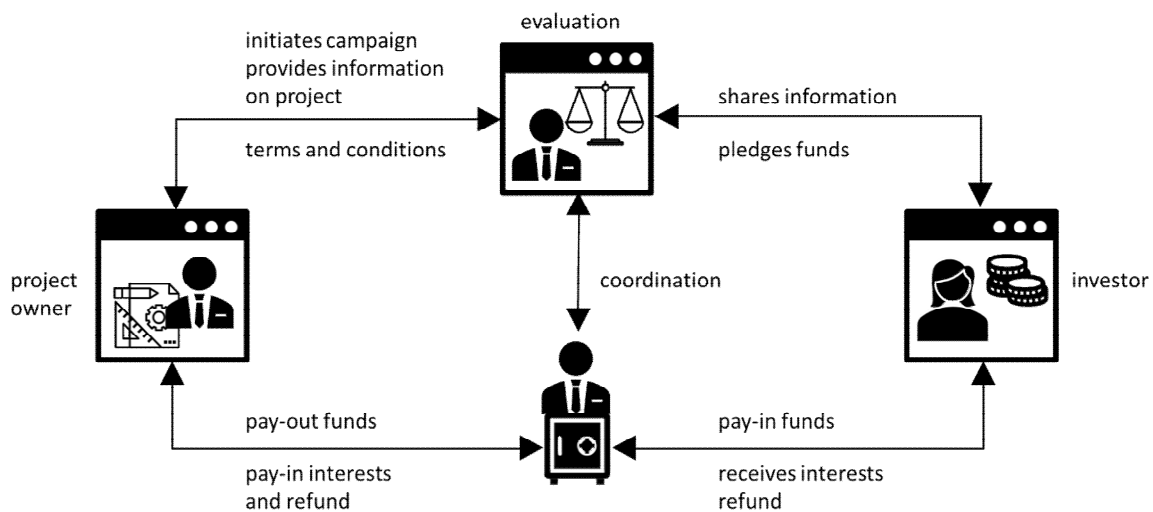 evaluation
initiates campaign
provides information
on project
terms and conditions
shares information
pledges funds
project
owner
coordination
investor
pay-out funds
pay-in interests
and refund
pay-in funds
receives interests
refund